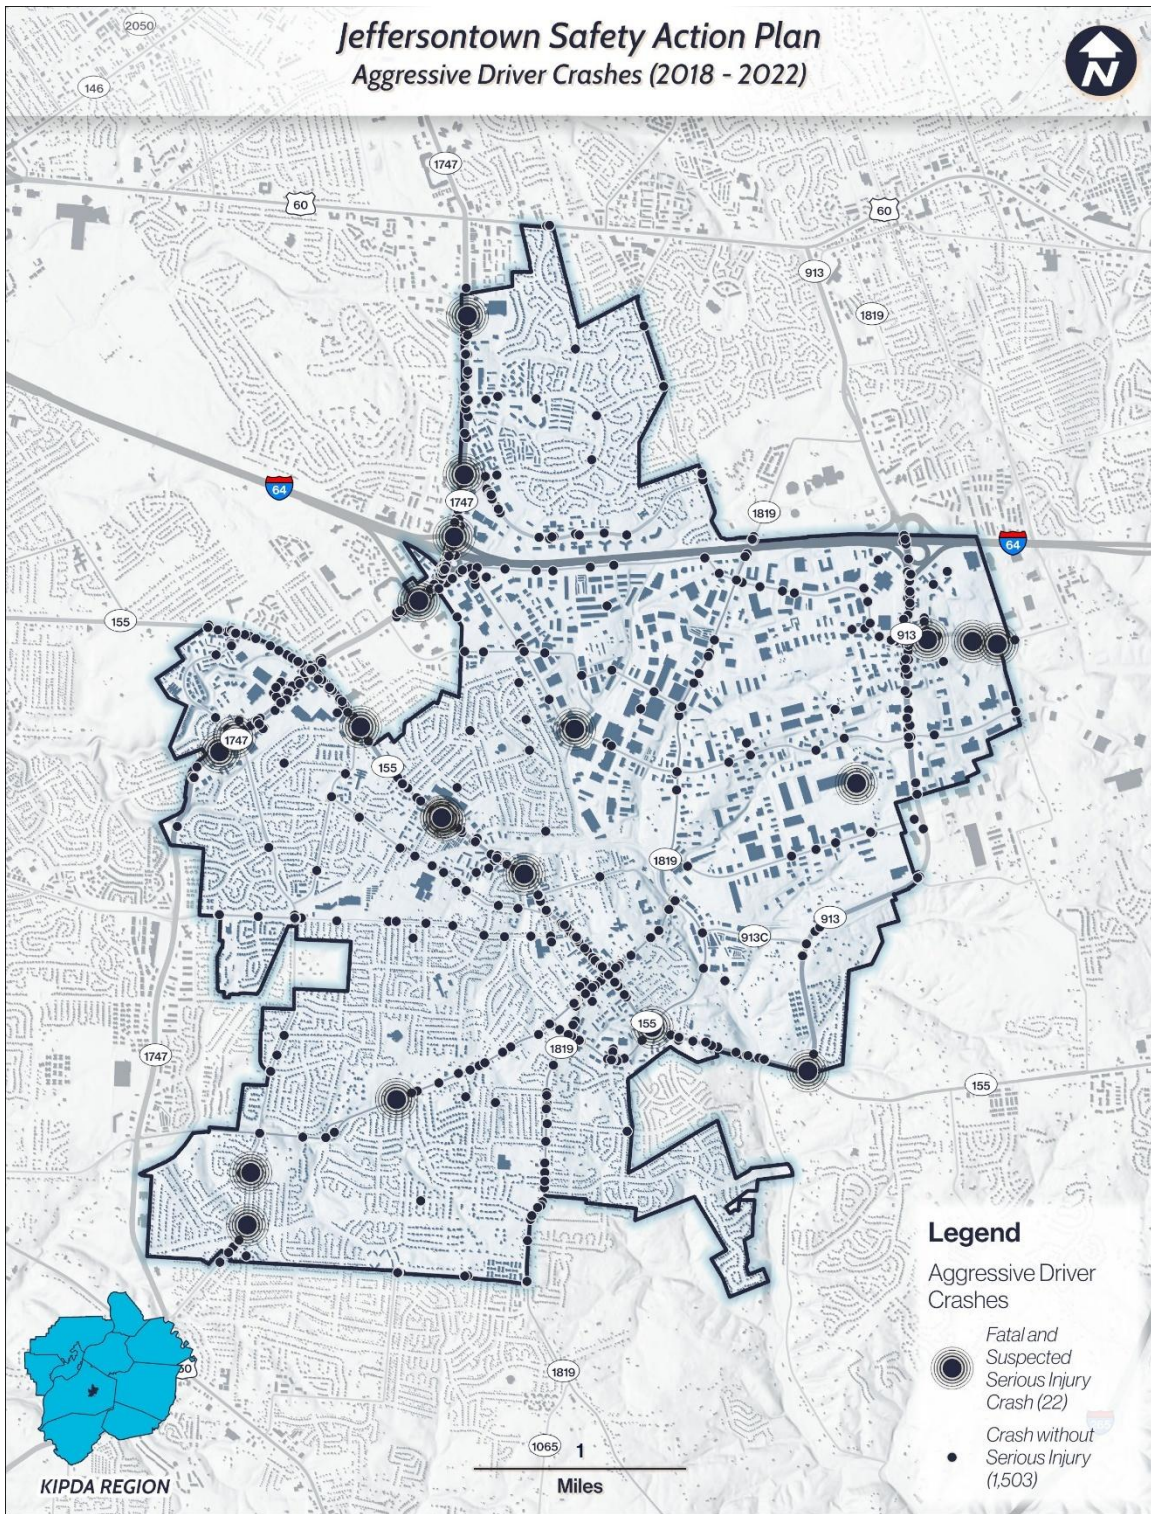 Jeffersontown Safety Action Plan
Aggressive Driver Crashes (2018 - 2022)
N
2050
146
1747
60
60
913
1819
64
1747
1819
64
155
913
1747
155
1819
913
913C
155
1819
1747
155
Legend
Aggressive Driver
Crashes
Fatal and
Suspected
Serious Injury
Crash (22)
Crash without
Serious Injury
(1,503)
1819
1065
1
Miles
KIPDA REGION